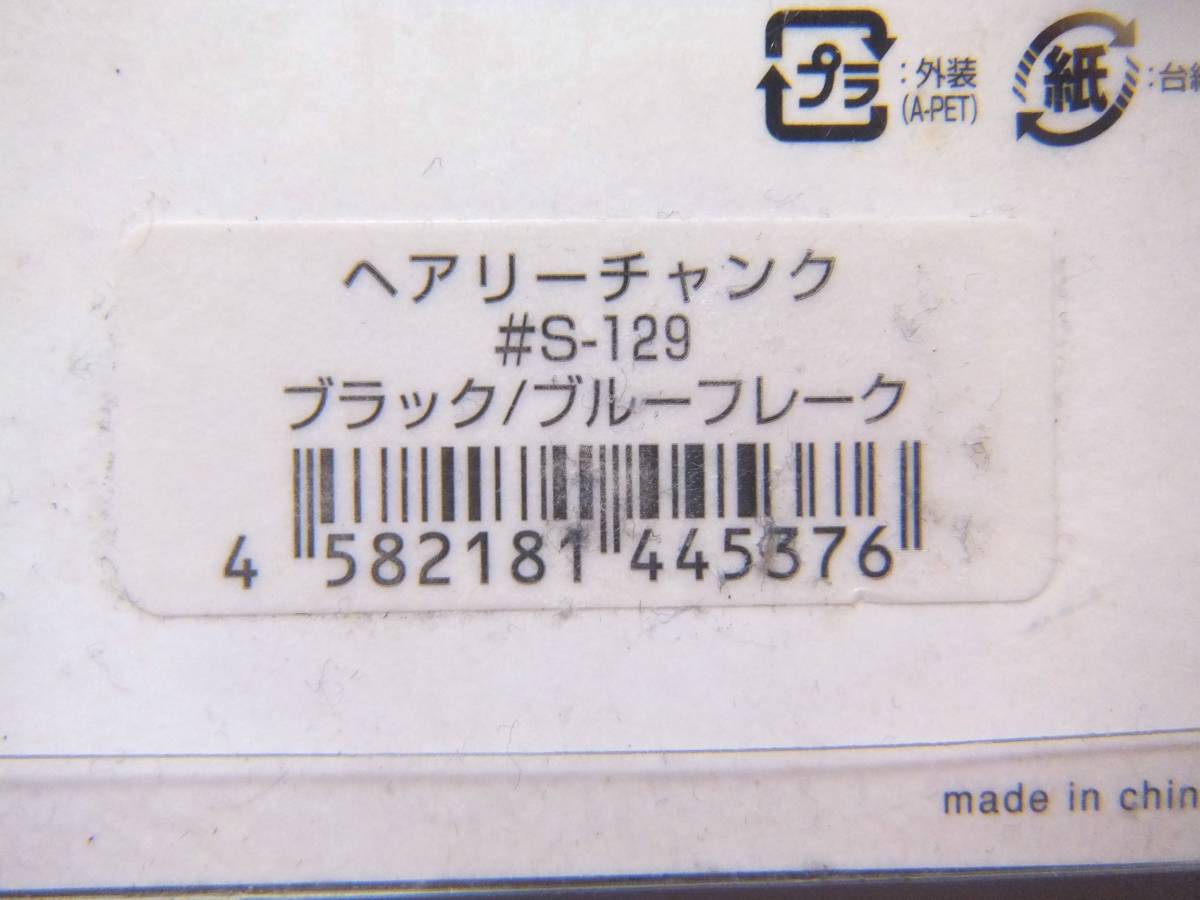 プラ :外装
(A-PET)
紙 :台紙
ヘアリーチャンク
#S-129
ブラック/ブルーフレーク
4 582181 445376
made in chin